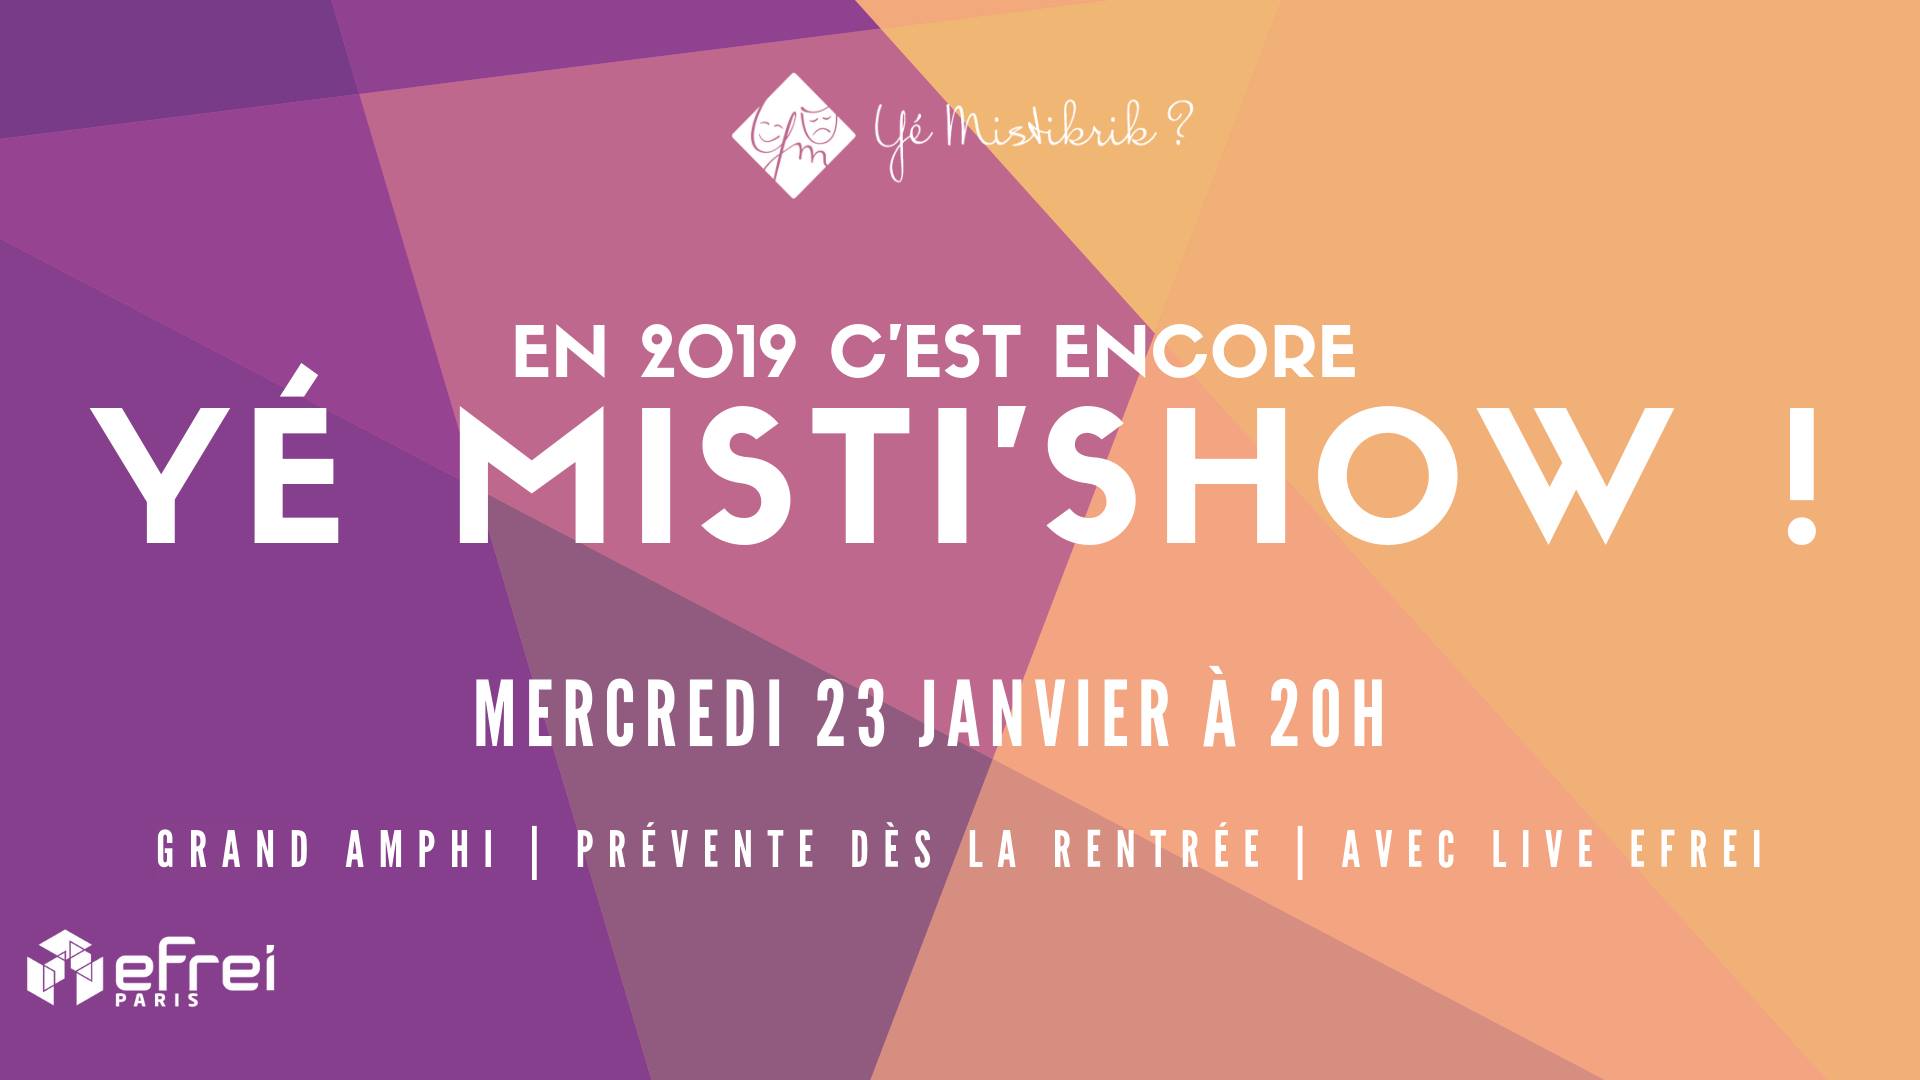 Yé Mistikrik ?
EN 2019 C'EST ENCORE
YÉ MISTI'SHOW !
MERCREDI 23 JANVIER À 20H
GRAND AMPHI | PRÉVENTE DÈS LA RENTRÉE | AVEC LIVE EFREI
efrei
PARIS